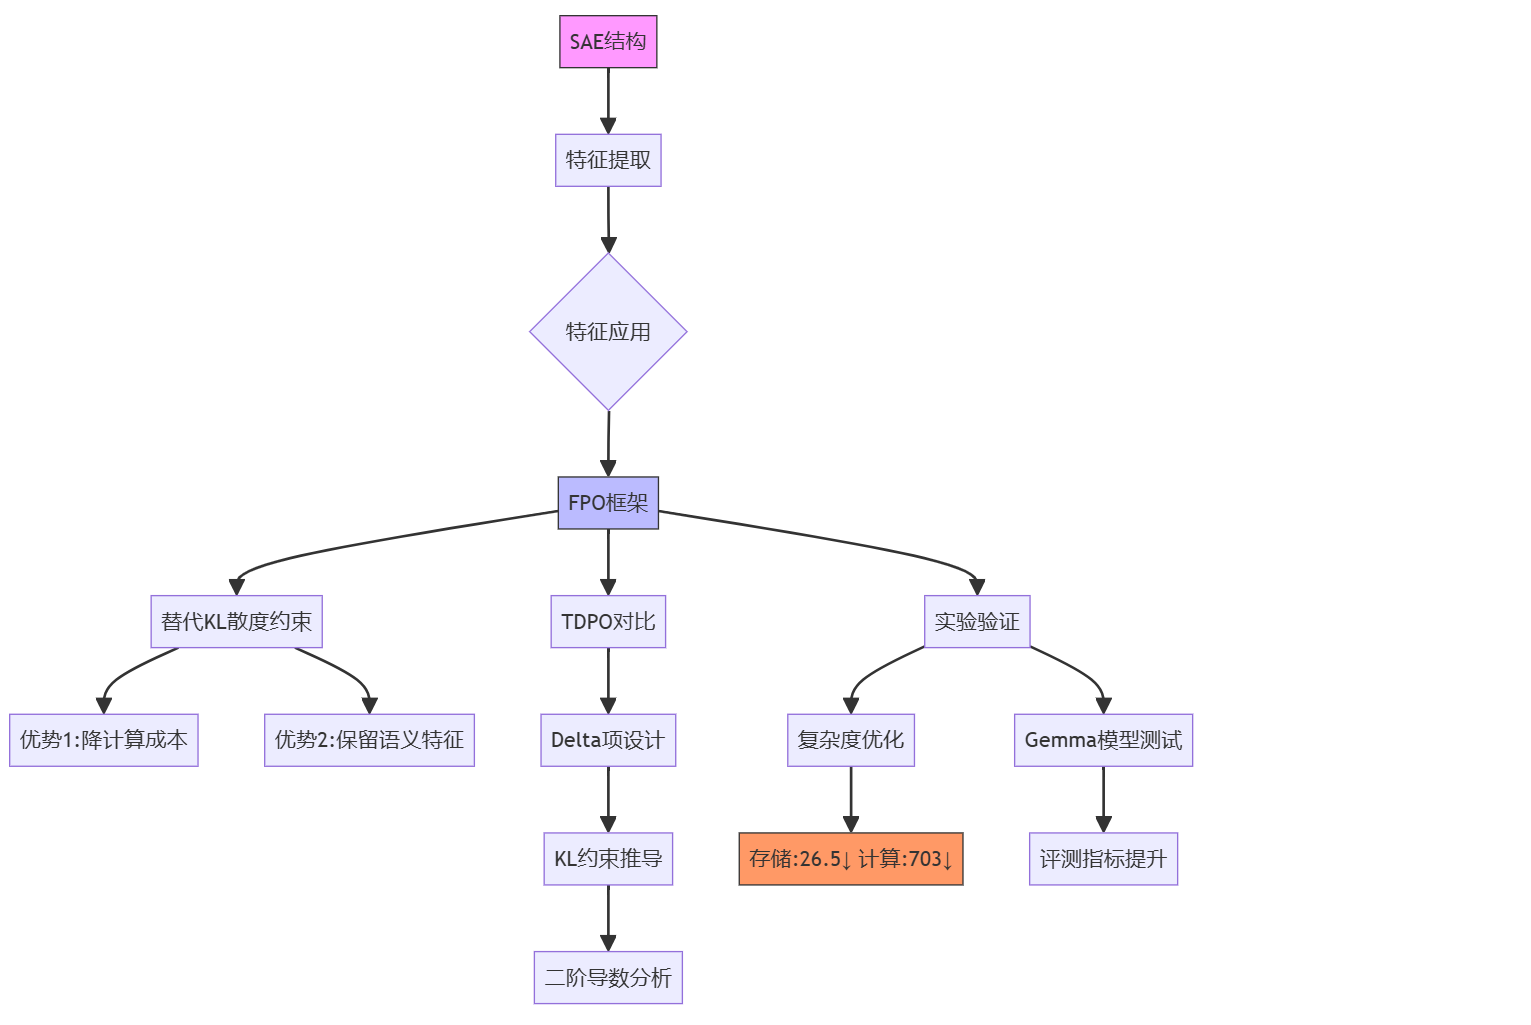 SAE结构
特征提取
特征应用
FPO框架
替代KL散度约束
TDPO对比
实验验证
优势1:降计算成本
优势2:保留语义特征
Delta项设计
复杂度优化
Gemma模型测试
KL约束推导
存储:26.5↓ 计算:703↓
评测指标提升
二阶导数分析